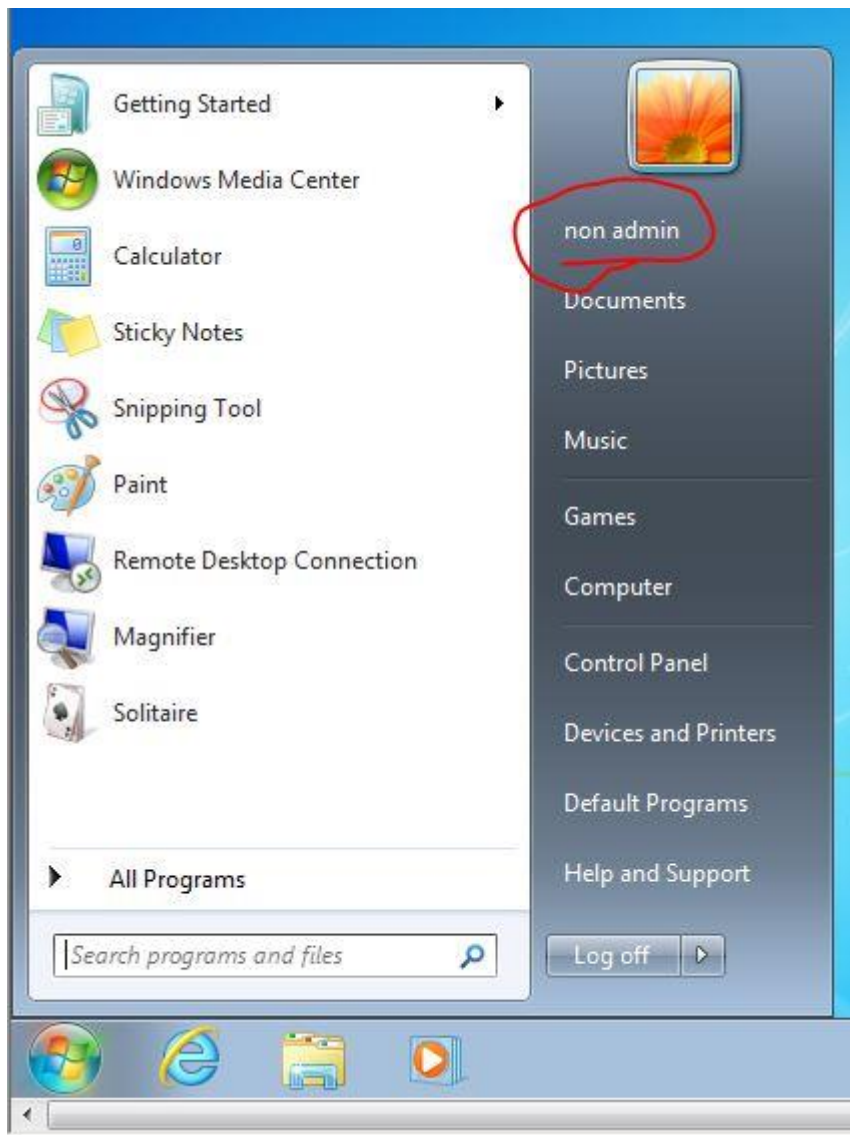 Getting Started
Windows Media Center
Calculator
Sticky Notes
Snipping Tool
Paint
Remote Desktop Connection
Magnifier
Solitaire
All Programs
Search programs and files
non admin
Documents
Pictures
Music
Games
Computer
Control Panel
Devices and Printers
Default Programs
Help and Support
Log off